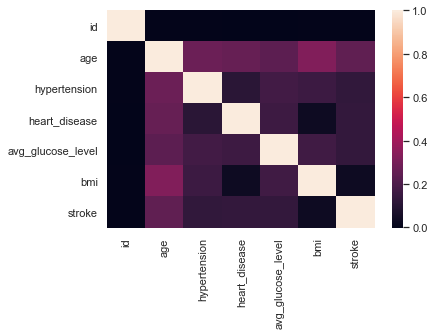 id
age
hypertension
heart_disease
avg_glucose_level
bmi
stroke
id
age
hypertension
heart_disease
avg_glucose_level
bmi
stroke
1.0
0.8
0.6
0.4
0.2
0.0